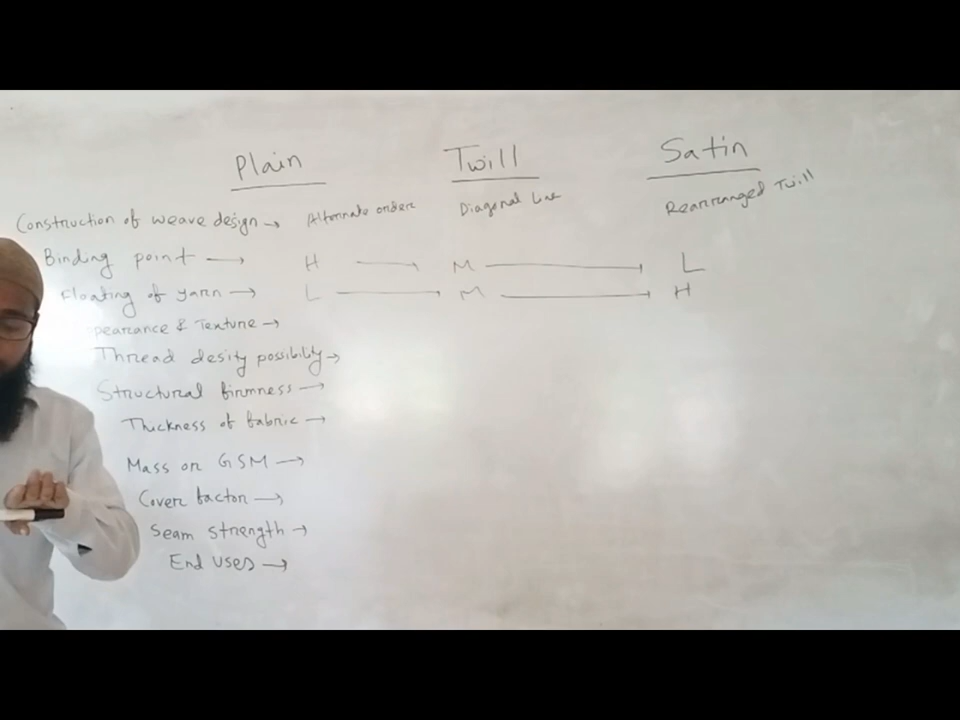 Plain Twill Satin
Construction of weave design → Alternate order Diagonal Line Rearranged Twill
Binding point → H → M → L
Floating of yarn → L → M → H
pearance & Texture →
Thread desity possibility →
Structural firmness →
Thickness of fabric →
Mass or GSM →
Cover factor →
Seam strength →
End uses →